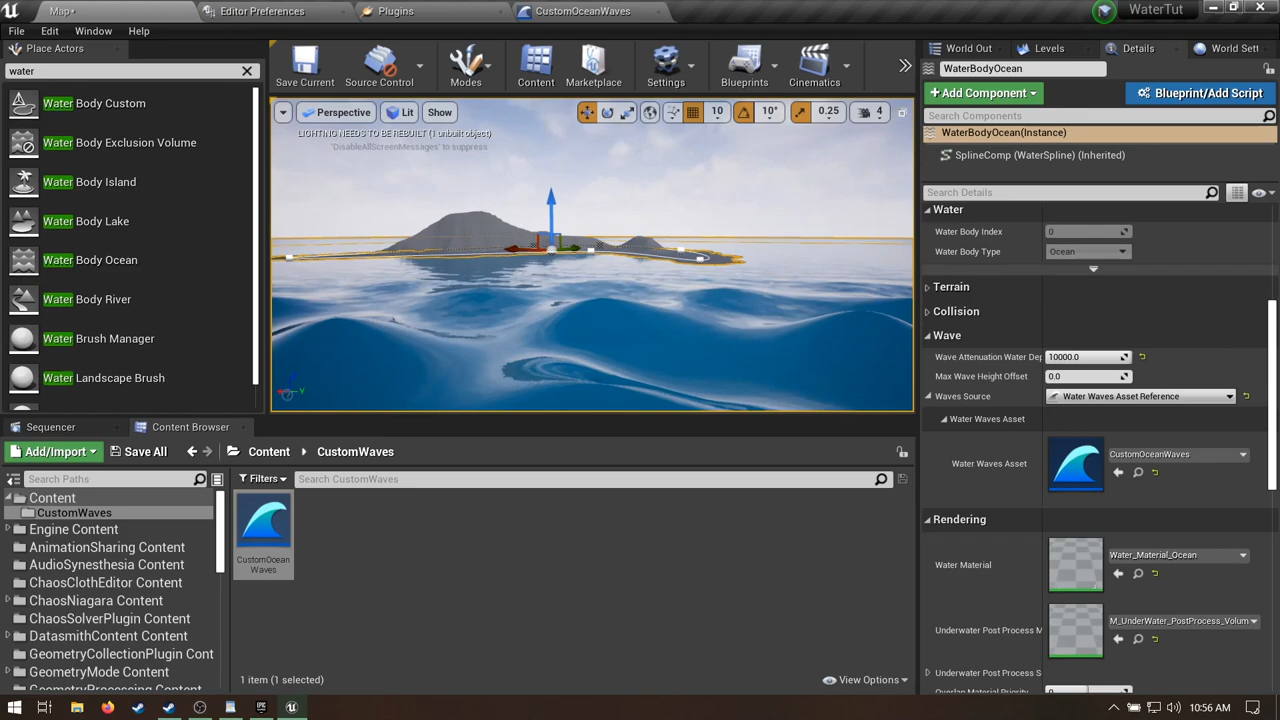 Map•
Editor Preferences
Plugins
CustomOceanWaves
WaterTut
File
Edit
Window
Help
Place Actors
water
Water Body Custom
Water Body Exclusion Volume
Water Body Island
Water Body Lake
Water Body Ocean
Water Body River
Water Brush Manager
Water Landscape Brush
Save Current
Source Control
Modes
Content
Marketplace
Settings
Blueprints
Cinematics
Perspective
Lit
Show
10
10°
0.25
4
LIGHTING NEEDS TO BE REBUILT (1 unbuilt object)
'DisableAllScreenMessages' to suppress
Y
World Out
Levels
Details
World Sett
WaterBodyOcean
+Add Component
Blueprint/Add Script
Search Components
WaterBodyOcean(Instance)
SplineComp (WaterSpline) (Inherited)
Search Details
Water
Water Body Index
0
Water Body Type
Ocean
Terrain
Collision
Wave
Wave Attenuation Water Dep
10000.0
Max Wave Height Offset
0.0
Waves Source
Water Waves Asset Reference
Water Waves Asset
Water Waves Asset
CustomOceanWaves
Rendering
Water Material
Water_Material_Ocean
Underwater Post Process M
M_UnderWater_PostProcess_Volum
Underwater Post Process S
Overlap Material Priority
0
Sequencer
Content Browser
Add/Import
Save All
Content
CustomWaves
Search Paths
Filters
Search CustomWaves
Content
CustomWaves
Engine Content
AnimationSharing Content
AudioSynesthesia Content
ChaosClothEditor Content
ChaosNiagara Content
ChaosSolverPlugin Content
DatasmithContent Content
GeometryCollectionPlugin Cont
GeometryMode Content
GeometryProcessing Content
CustomOcean
Waves
1 item (1 selected)
View Options
10:56 AM